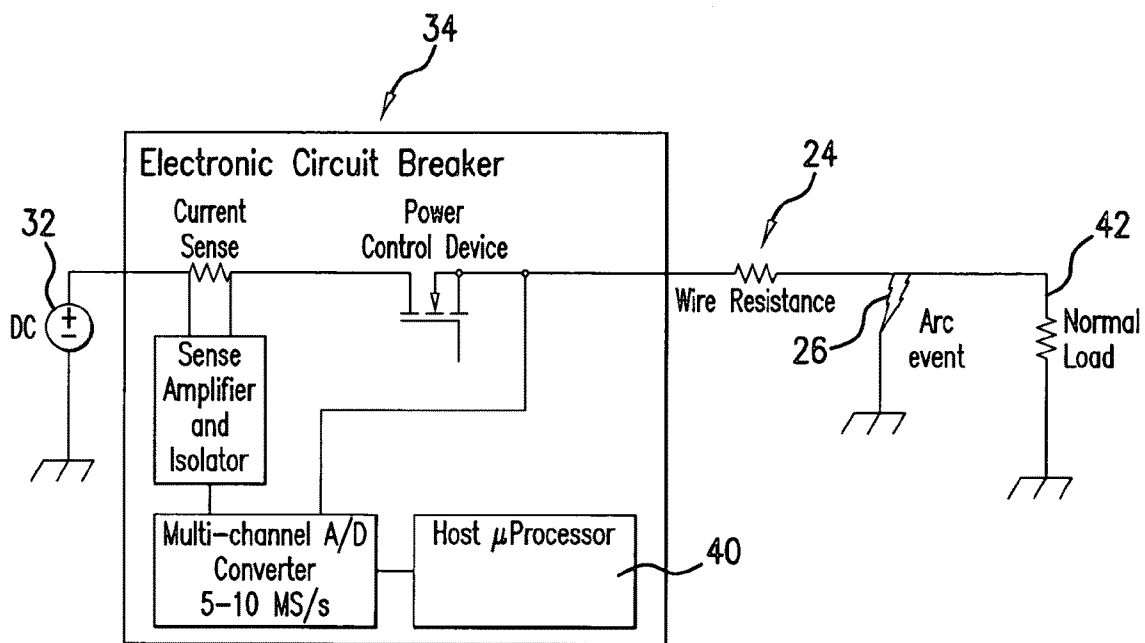 34
Electronic Circuit Breaker
32
Current
Sense
Power
Control Device
24
42
DC
+
−
Wire Resistance
26
Arc
event
Normal
Load
Sense
Amplifier
and
Isolator
Multi-channel A/D
Converter
5-10 MS/s
Host μProcessor
40